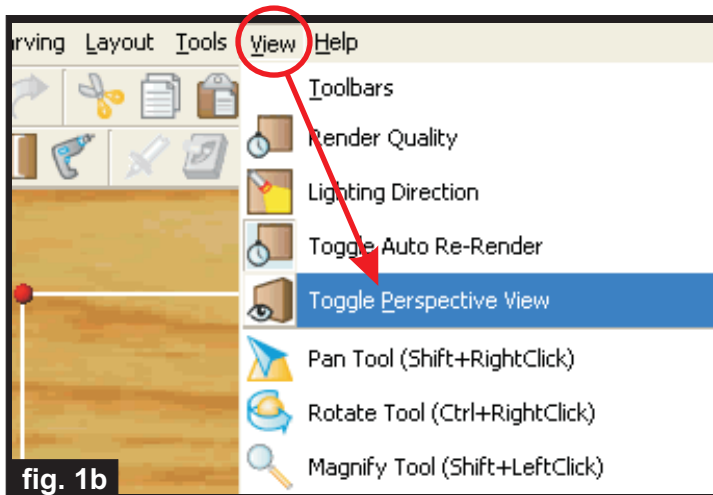 Layout Tools View Help
Toolbars
Render Quality
Lighting Direction
Toggle Auto Re-Render
Toggle Perspective View
Pan Tool (Shift+RightClick)
Rotate Tool (Ctrl+RightClick)
Magnify Tool (Shift+LeftClick)
fig. 1b